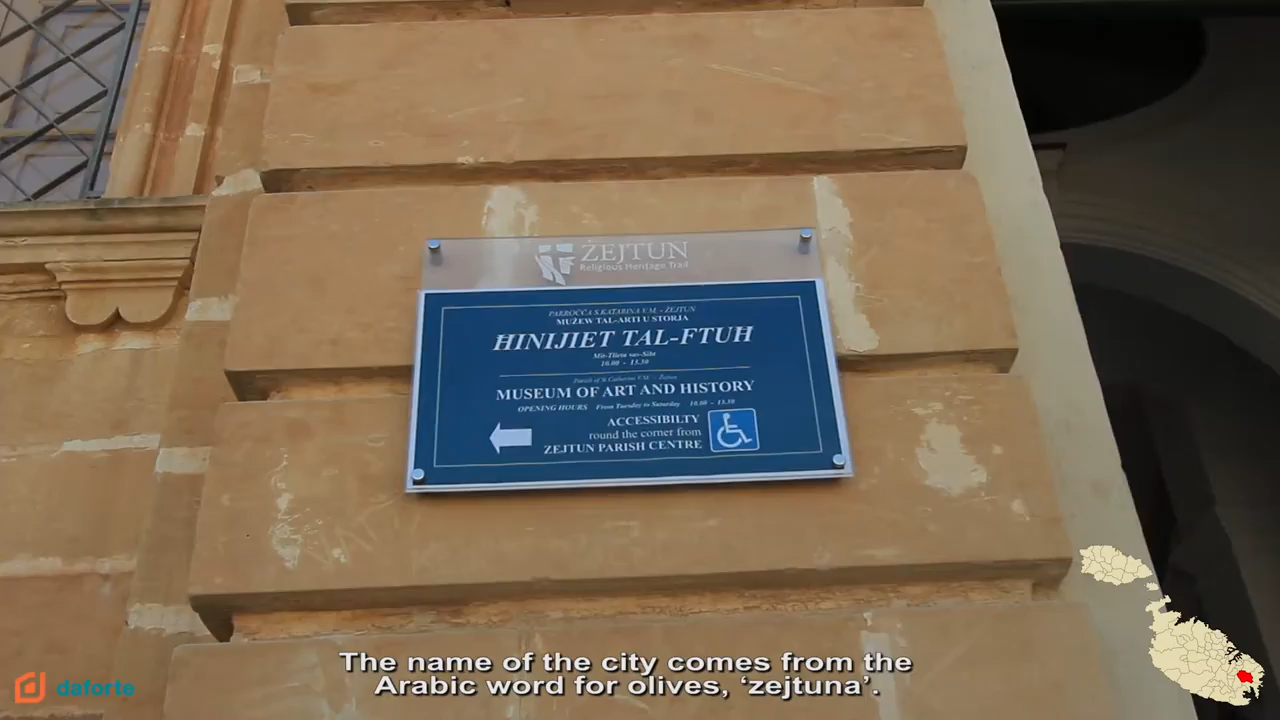 ŻEJTUN
Religious Heritage Trail
PARROĊĊA S. KATARINA V.M. - ŻEJTUN
MUŻEW TAL-ARTI U STORJA
ĦINIJIET TAL-FTUĦ
Mit-Tlieta sas-Sibt
10.00 - 13.30
Parish of St Catherine V.M. - Żejtun
MUSEUM OF ART AND HISTORY
OPENING HOURS From Tuesday to Saturday 10.00 - 13.30
ACCESSIBILTY
round the corner from
ZEJTUN PARISH CENTRE
The name of the city comes from the
Arabic word for olives, ‘zejtuna’.
daforte